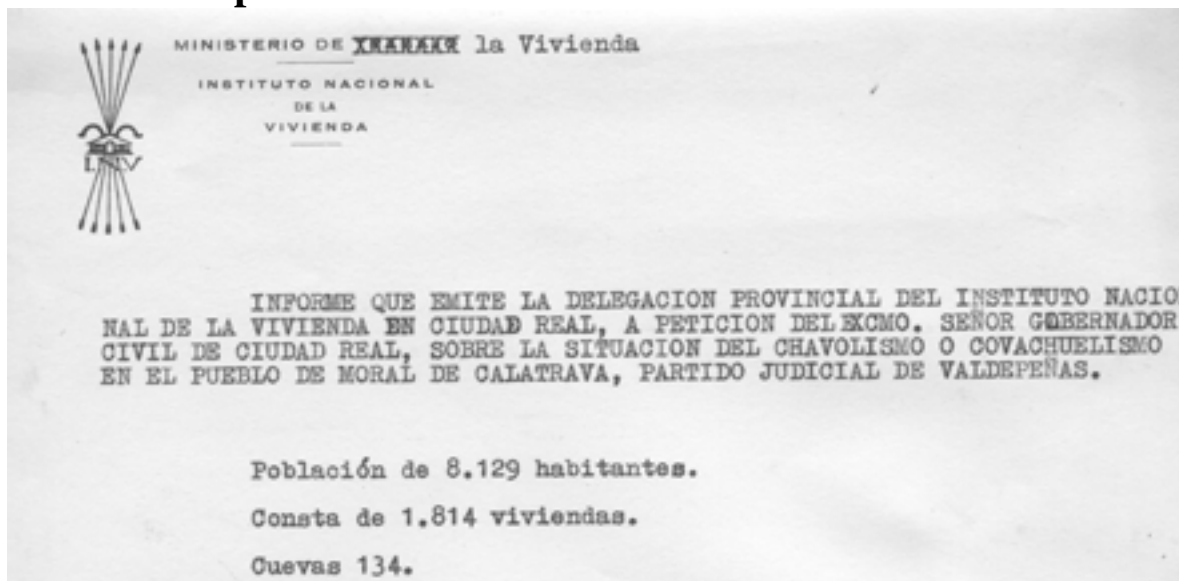 MINISTERIO DE la Vivienda
INSTITUTO NACIONAL
DE LA
VIVIENDA
INFORME QUE EMITE LA DELEGACION PROVINCIAL DEL INSTITUTO NACIO
NAL DE LA VIVIENDA EN CIUDAD REAL, A PETICION DEL EXCMO. SEÑOR GOBERNADOR
CIVIL DE CIUDAD REAL, SOBRE LA SITUACION DEL CHAVOLISMO O COVACHUELISMO
EN EL PUEBLO DE MORAL DE CALATRAVA, PARTIDO JUDICIAL DE VALDEPEÑAS.
Población de 8.129 habitantes.
Consta de 1.814 viviendas.
Cuevas 134.